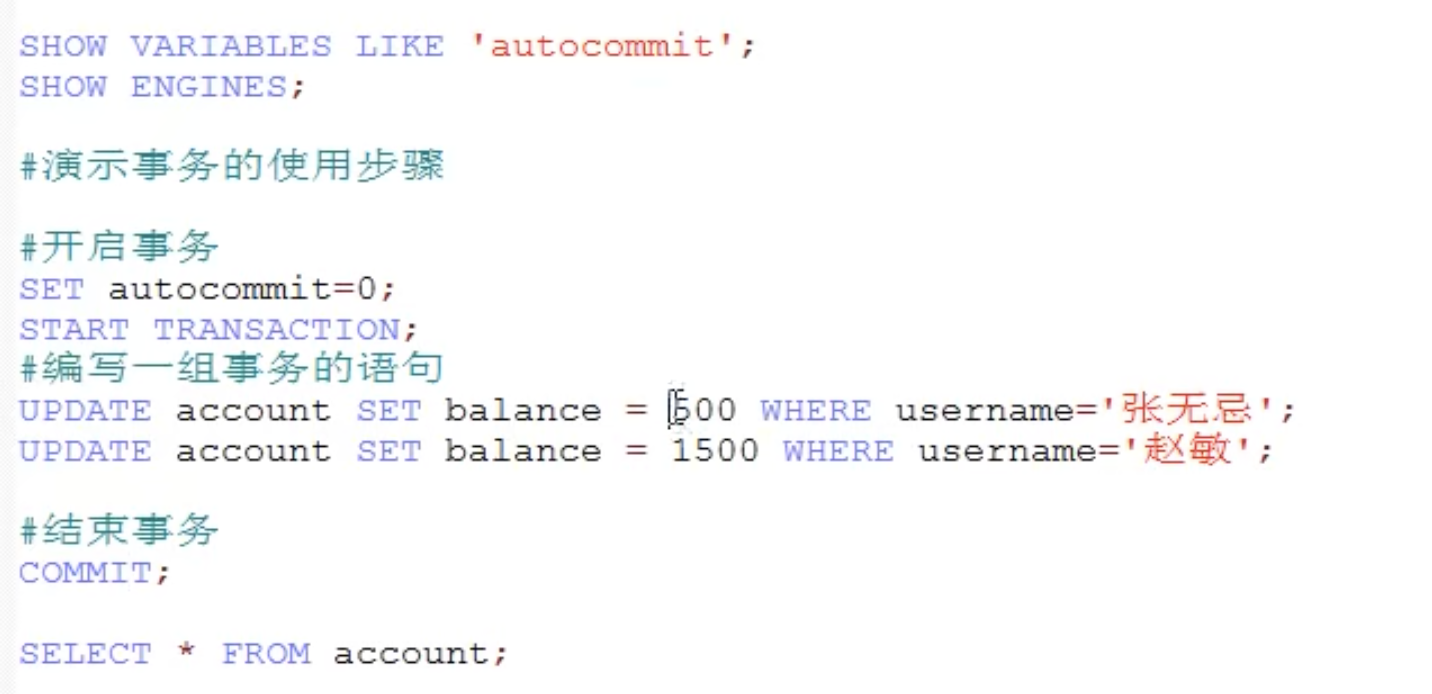 SHOW VARIABLES LIKE 'autocommit';
SHOW ENGINES;
#演示事务的使用步骤
#开启事务
SET autocommit=0;
START TRANSACTION;
#编写一组事务的语句
UPDATE account SET balance = 500 WHERE username='张无忌';
UPDATE account SET balance = 1500 WHERE username='赵敏';
#结束事务
COMMIT;
SELECT * FROM account;